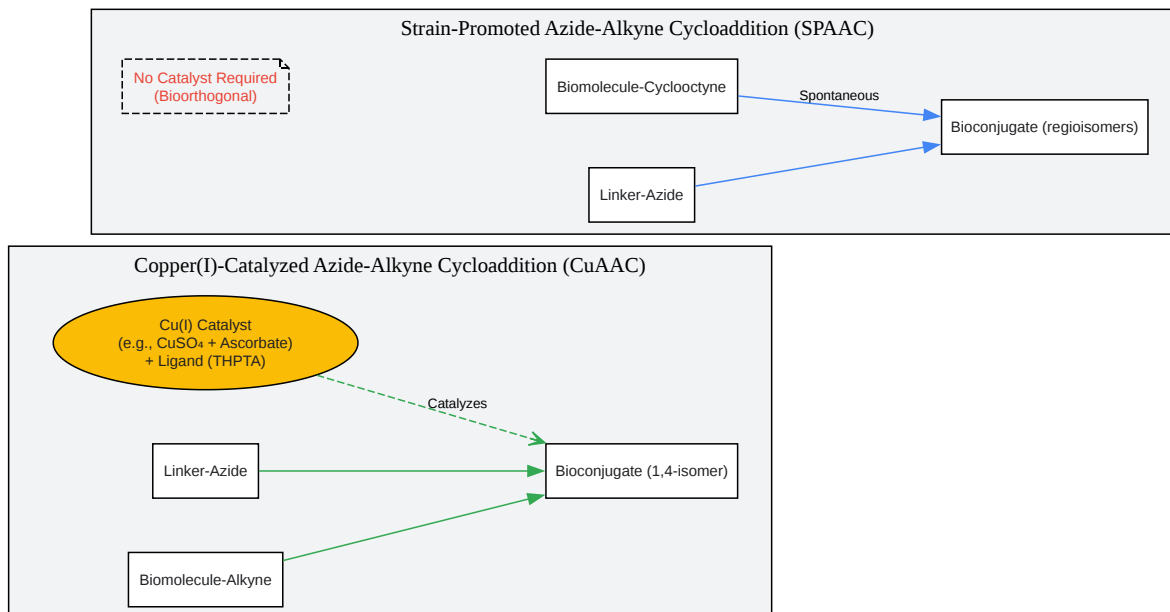 Strain-Promoted Azide-Alkyne Cycloaddition (SPAAC)
No Catalyst Required
(Bioorthogonal)
Biomolecule-Cyclooctyne
Spontaneous
Bioconjugate (regioisomers)
Linker-Azide
Copper(I)-Catalyzed Azide-Alkyne Cycloaddition (CuAAC)
Cu(I) Catalyst
(e.g., CuSO₄ + Ascorbate)
+ Ligand (THPTA)
Catalyzes
Linker-Azide
Bioconjugate (1,4-isomer)
Biomolecule-Alkyne